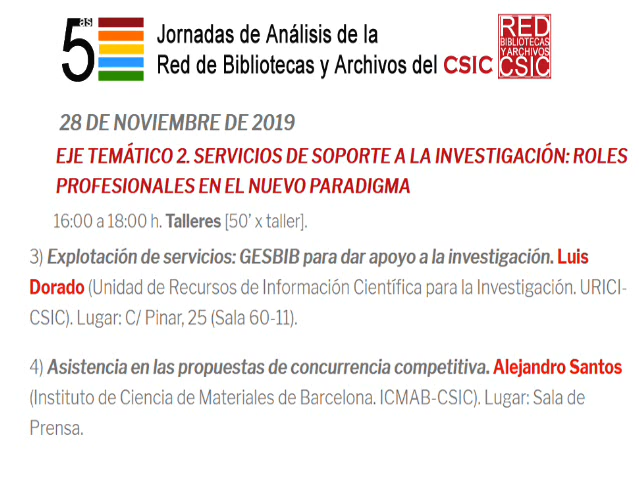 5as
Jornadas de Análisis de la
Red de Bibliotecas y Archivos del CSIC
RED
BIBLIOTECAS
Y ARCHIVOS
CSIC
28 DE NOVIEMBRE DE 2019
EJE TEMÁTICO 2. SERVICIOS DE SOPORTE A LA INVESTIGACIÓN: ROLES
PROFESIONALES EN EL NUEVO PARADIGMA
16:00 a 18:00 h. Talleres [50' x taller].
3) Explotación de servicios: GESBIB para dar apoyo a la investigación. Luis
Dorado (Unidad de Recursos de Información Científica para la Investigación. URICI-
CSIC). Lugar: C/ Pinar, 25 (Sala 60-11).
4) Asistencia en las propuestas de concurrencia competitiva. Alejandro Santos
(Instituto de Ciencia de Materiales de Barcelona. ICMAB-CSIC). Lugar: Sala de
Prensa.